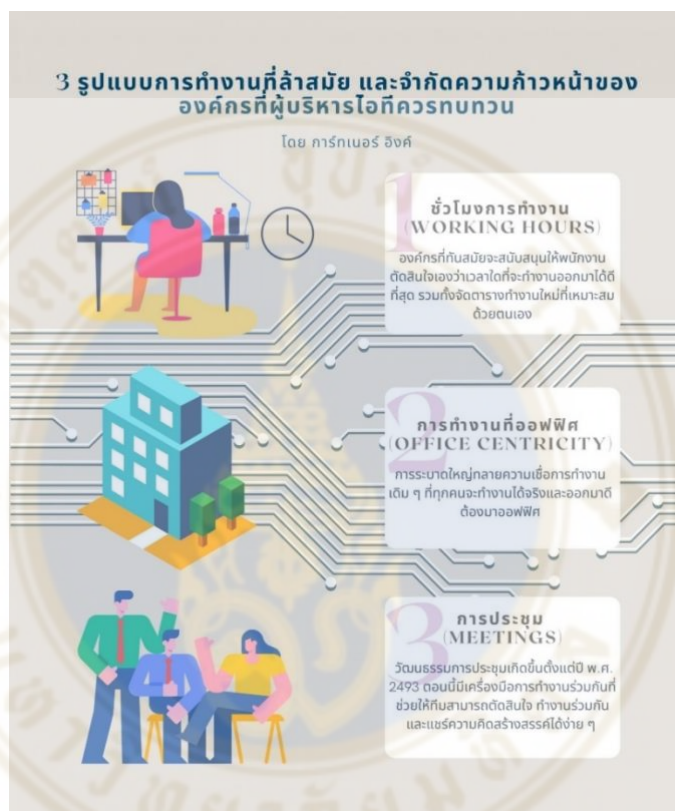 3 รูปแบบการทำงานที่ล้าสมัย และจำกัดความก้าวหน้าของ
องค์กรที่ผู้บริหารไอทีควรทบทวน
โดย การ์ทเนอร์ อิงค์
1
ชั่วโมงการทำงาน
(WORKING HOURS)
องค์กรที่ทันสมัยจะสนับสนุนให้พนักงาน
ตัดสินใจเองว่าเวลาใดที่จะทำงานออกมาได้ดี
ที่สุด รวมทั้งจัดตารางทำงานใหม่ที่เหมาะสม
ด้วยตนเอง
2
การทำงานที่ออฟฟิศ
(OFFICE CENTRICITY)
การระบาดใหญ่ทลายความเชื่อการทำงาน
เดิม ๆ ที่ทุกคนจะทำงานได้จริงและออกมาดี
ต้องมาออฟฟิศ
3
การประชุม
(MEETINGS)
วัฒนธรรมการประชุมเกิดขึ้นตั้งแต่ปี พ.ศ.
2493 ตอนนี้มีเครื่องมือการทำงานร่วมกันที่
ช่วยให้ทีมสามารถตัดสินใจ ทำงานร่วมกัน
และแชร์ความคิดสร้างสรรค์ได้ง่าย ๆ